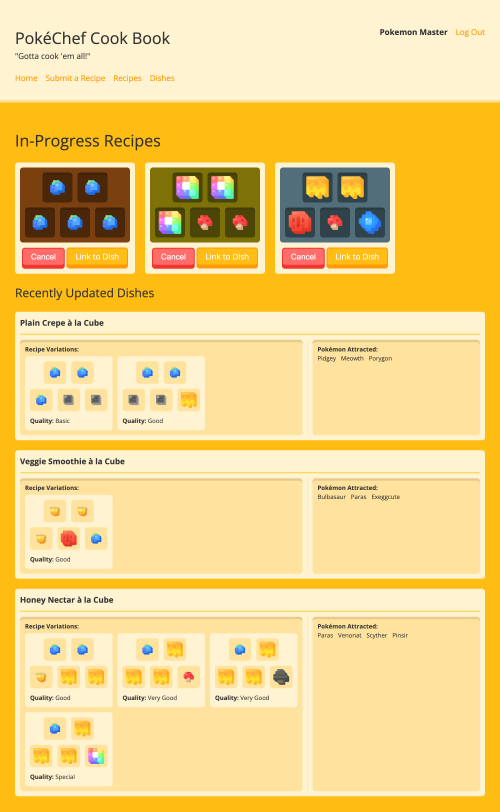 PokéChef Cook Book
"Gotta cook 'em all!"
Pokemon Master Log Out
Home Submit a Recipe Recipes Dishes
In-Progress Recipes
Cancel Link to Dish Cancel Link to Dish Cancel Link to Dish
Recently Updated Dishes
Plain Crepe à la Cube
Recipe Variations:
Quality: Basic
Quality: Good
Pokémon Attracted:
Pidgey Meowth Porygon
Veggie Smoothie à la Cube
Recipe Variations:
Quality: Good
Pokémon Attracted:
Bulbasaur Paras Exeggcute
Honey Nectar à la Cube
Recipe Variations:
Quality: Good
Quality: Very Good
Quality: Very Good
Quality: Special
Pokémon Attracted:
Paras Venonat Scyther Pinsir